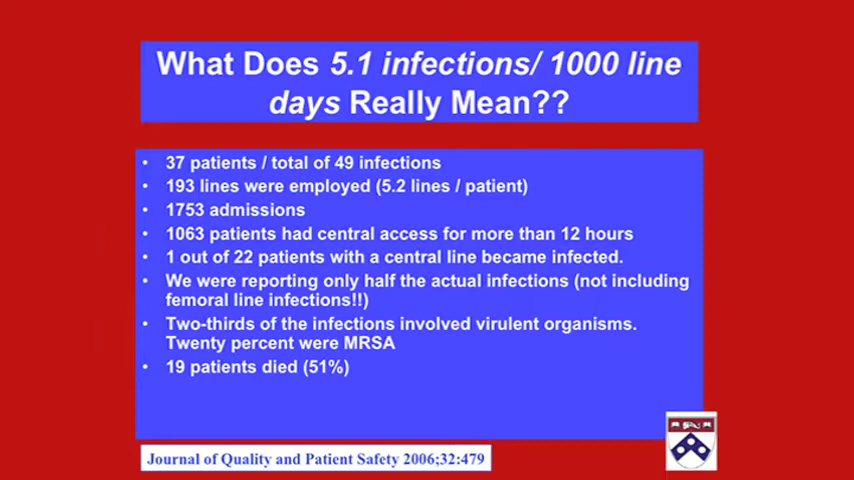 What Does 5.1 infections/ 1000 line
days Really Mean??
• 37 patients / total of 49 infections
• 193 lines were employed (5.2 lines / patient)
• 1753 admissions
• 1063 patients had central access for more than 12 hours
• 1 out of 22 patients with a central line became infected.
• We were reporting only half the actual infections (not including
femoral line infections!!)
• Two-thirds of the infections involved virulent organisms.
Twenty percent were MRSA
• 19 patients died (51%)
Journal of Quality and Patient Safety 2006;32:479